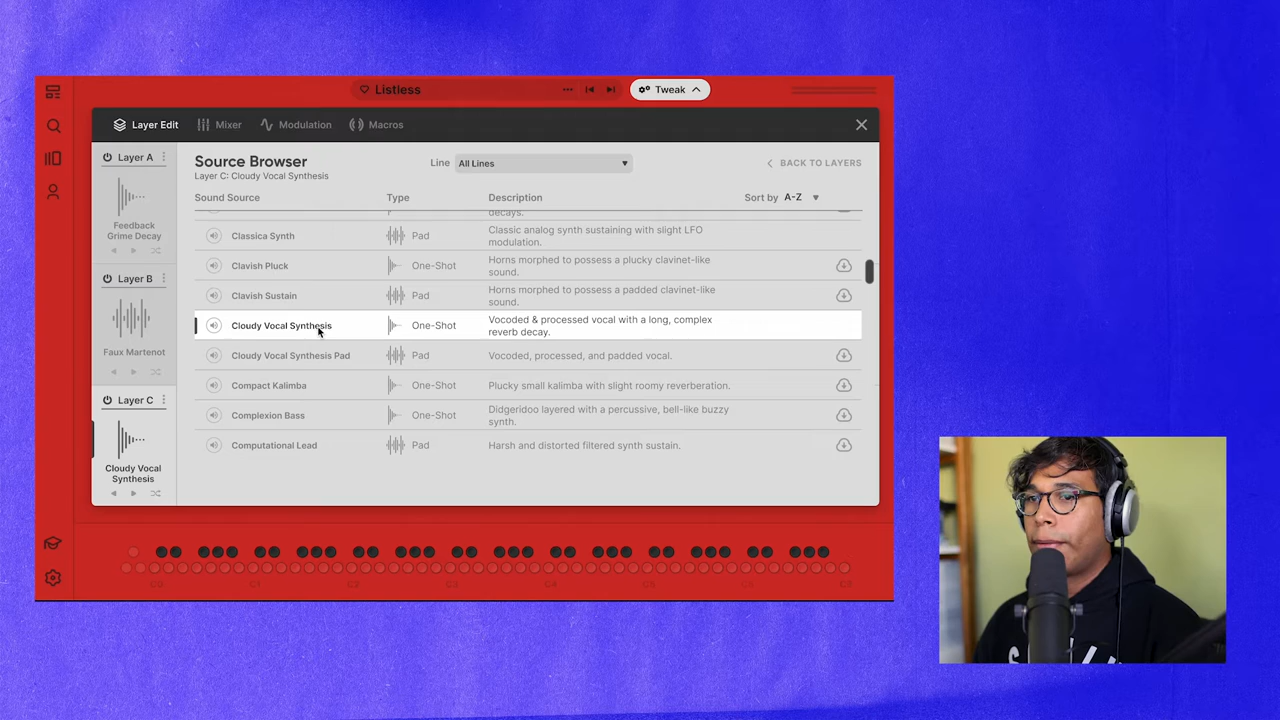 Listless
Tweak
Layer Edit
Mixer
Modulation
Macros
Layer A
Feedback
Grime Decay
Layer B
Faux Martenot
Layer C
Cloudy Vocal
Synthesis
Source Browser
Layer C: Cloudy Vocal Synthesis
Line
All Lines
BACK TO LAYERS
Sound Source
Type
Description
Sort by A-Z
decays.
Classica Synth
Pad
Classic analog synth sustaining with slight LFO
modulation.
Clavish Pluck
One-Shot
Horns morphed to possess a plucky clavinet-like
sound.
Clavish Sustain
Pad
Horns morphed to possess a padded clavinet-like
sound.
Cloudy Vocal Synthesis
One-Shot
Vocoded & processed vocal with a long, complex
reverb decay.
Cloudy Vocal Synthesis Pad
Pad
Vocoded, processed, and padded vocal.
Compact Kalimba
One-Shot
Plucky small kalimba with slight roomy reverberation.
Complexion Bass
One-Shot
Didgeridoo layered with a percussive, bell-like buzzy
synth.
Computational Lead
Pad
Harsh and distorted filtered synth sustain.
C0
C1
C2
C3
C4
C5